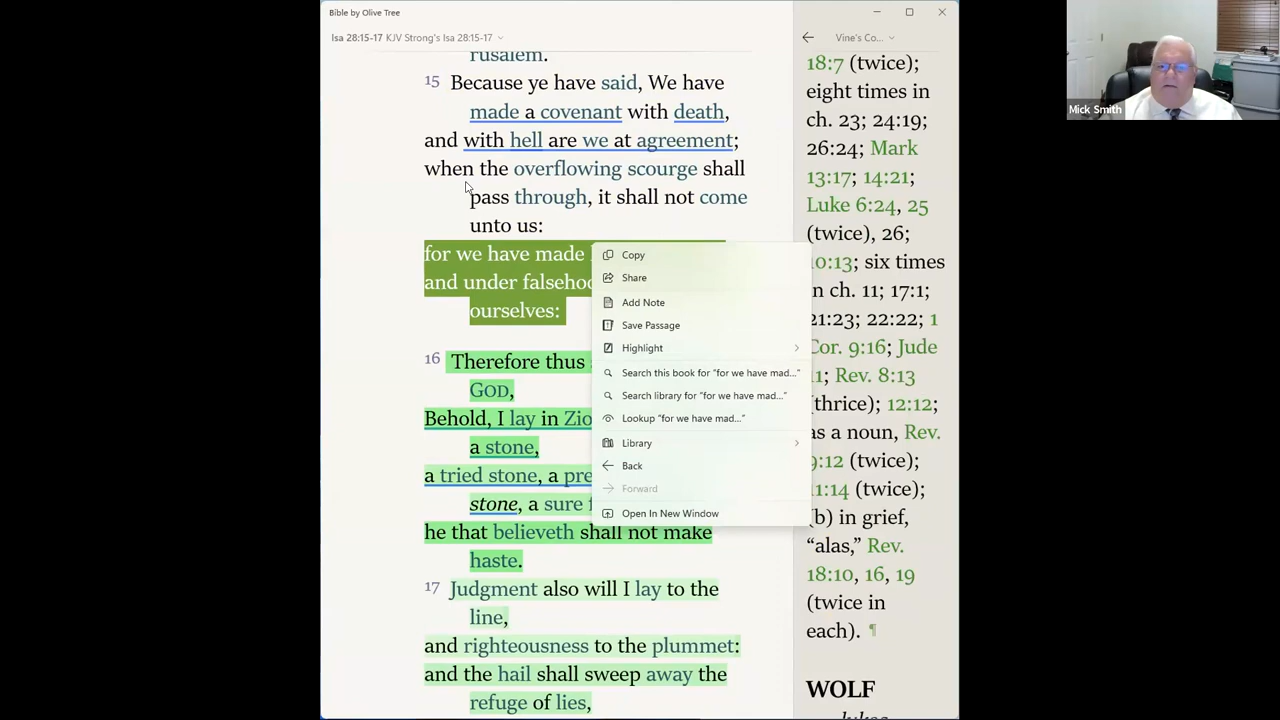 Bible by Olive Tree
Isa 28:15-17 KJV Strong's Isa 28:15-17
rusalem.
15 Because ye have said, We have
made a covenant with death,
and with hell are we at agreement;
when the overflowing scourge shall
pass through, it shall not come
unto us:
for we have made
and under falsehoo
ourselves:
16 Therefore thus
GOD,
Behold, I lay in Zio
a stone,
a tried stone, a pre
stone, a sure f
he that believeth shall not make
haste.
17 Judgment also will I lay to the
line,
and righteousness to the plummet:
and the hail shall sweep away the
refuge of lies,
Copy
Share
Add Note
Save Passage
Highlight
Search this book for "for we have mad..."
Search library for "for we have mad..."
Lookup "for we have mad..."
Library
Back
Forward
Open In New Window
Vine's Co...
18:7 (twice);
eight times in
ch. 23; 24:19;
26:24; Mark
13:17; 14:21;
Luke 6:24, 25
(twice), 26;
10:13; six times
in ch. 11; 17:1;
21:23; 22:22; 1
Cor. 9:16; Jude
11; Rev. 8:13
(thrice); 12:12;
as a noun, Rev.
9:12 (twice);
11:14 (twice);
(b) in grief,
“alas,” Rev.
18:10, 16, 19
(twice in
each). ¶
WOLF
lukos
Mick Smith